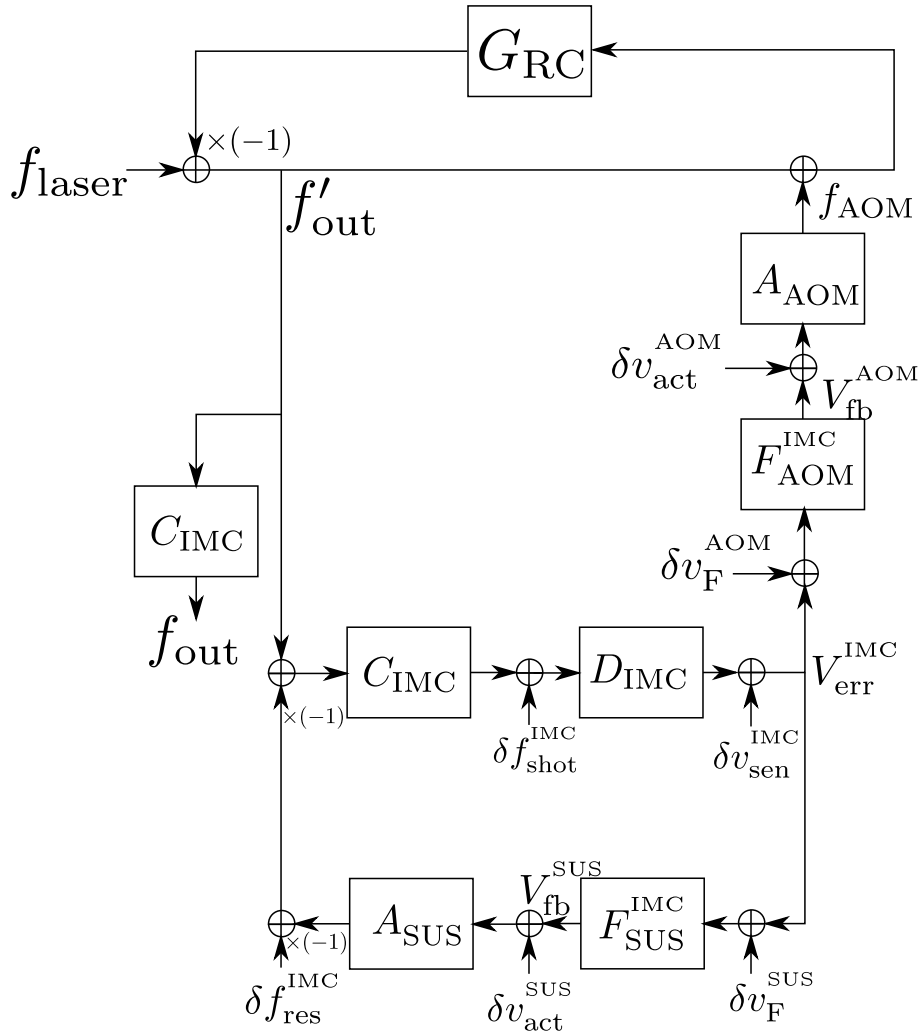 G_RC
×(−1)
f_laser
f′_out
f_AOM
A_AOM
δv_act^AOM
V_fb^AOM
F_AOM^IMC
C_IMC
δv_F^AOM
f_out
C_IMC
D_IMC
V_err^IMC
×(−1)
δf_shot^IMC
δv_sen^IMC
V_fb^SUS
A_SUS
F_SUS^IMC
×(−1)
δf_res^IMC
δv_act^SUS
δv_F^SUS